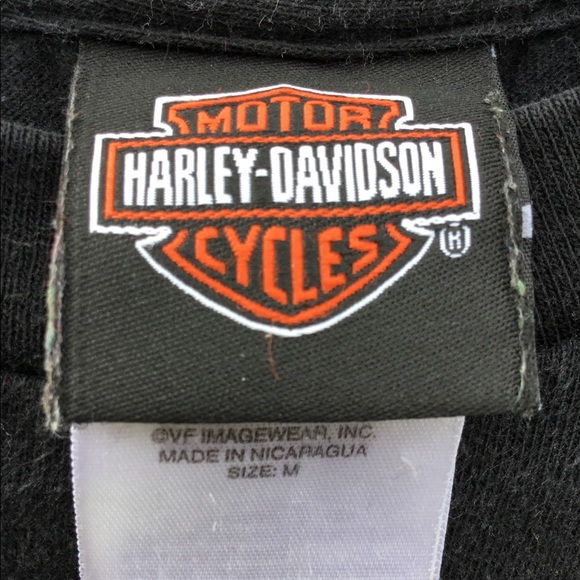 MOTOR
HARLEY-DAVIDSON
CYCLES ®
©VF IMAGEWEAR, INC.
MADE IN NICARAGUA
SIZE: M